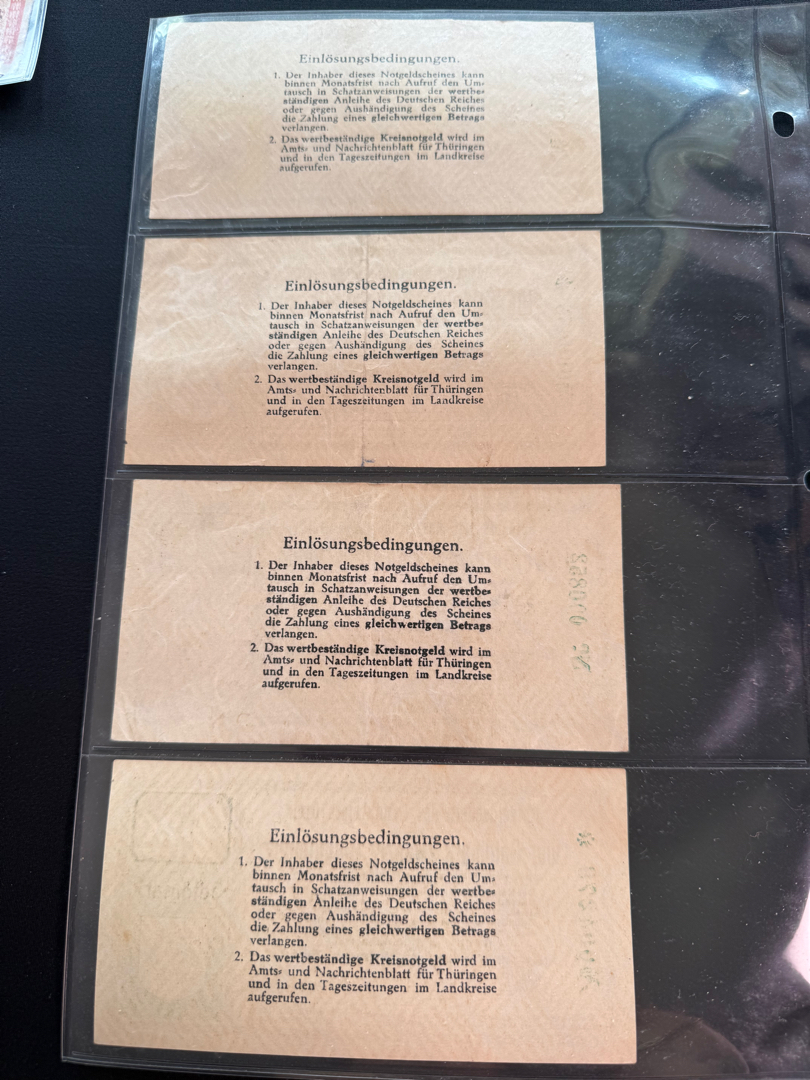 Einlösungsbedingungen.
1. Der Inhaber dieses Notgeldscheines kann
binnen Monatsfrist nach Aufruf den Um-
tausch in Schatzanweisungen der wertbe-
ständigen Anleihe des Deutschen Reiches
oder gegen Aushändigung des Scheines
die Zahlung eines gleichwertigen Betrags
verlangen.
2. Das wertbeständige Kreisnotgeld wird im
Amts- und Nachrichtenblatt für Thüringen
und in den Tageszeitungen im Landkreise
aufgerufen.
Einlösungsbedingungen.
1. Der Inhaber dieses Notgeldscheines kann
binnen Monatsfrist nach Aufruf den Um-
tausch in Schatzanweisungen der wertbe-
ständigen Anleihe des Deutschen Reiches
oder gegen Aushändigung des Scheines
die Zahlung eines gleichwertigen Betrags
verlangen.
2. Das wertbeständige Kreisnotgeld wird im
Amts- und Nachrichtenblatt für Thüringen
und in den Tageszeitungen im Landkreise
aufgerufen.
Einlösungsbedingungen.
1. Der Inhaber dieses Notgeldscheines kann
binnen Monatsfrist nach Aufruf den Um-
tausch in Schatzanweisungen der wertbe-
ständigen Anleihe des Deutschen Reiches
oder gegen Aushändigung des Scheines
die Zahlung eines gleichwertigen Betrags
verlangen.
2. Das wertbeständige Kreisnotgeld wird im
Amts- und Nachrichtenblatt für Thüringen
und in den Tageszeitungen im Landkreise
aufgerufen.
Einlösungsbedingungen.
1. Der Inhaber dieses Notgeldscheines kann
binnen Monatsfrist nach Aufruf den Um-
tausch in Schatzanweisungen der wertbe-
ständigen Anleihe des Deutschen Reiches
oder gegen Aushändigung des Scheines
die Zahlung eines gleichwertigen Betrags
verlangen.
2. Das wertbeständige Kreisnotgeld wird im
Amts- und Nachrichtenblatt für Thüringen
und in den Tageszeitungen im Landkreise
aufgerufen.